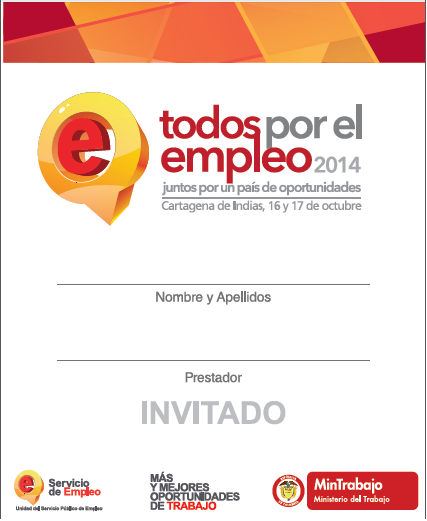 e
todos por el
empleo 2014
juntos por un país de oportunidades
Cartagena de Indias, 16 y 17 de octubre
Nombre y Apellidos
Prestador
INVITADO
e Servicio
de Empleo
Unidad del Servicio Público de Empleo
MÁS
Y MEJORES
OPORTUNIDADES
DE TRABAJO
MinTrabajo
Ministerio del Trabajo